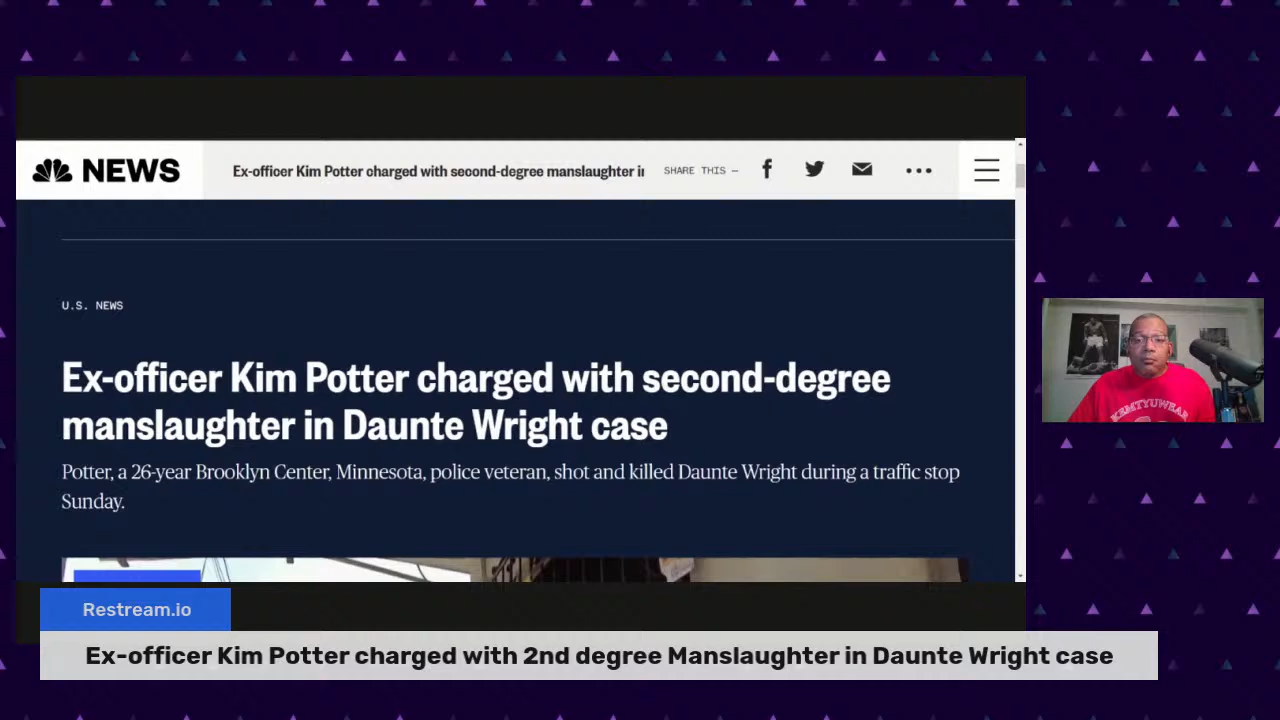 NEWS
Ex-officer Kim Potter charged with second-degree manslaughter i
SHARE THIS –
U.S. NEWS
Ex-officer Kim Potter charged with second-degree
manslaughter in Daunte Wright case
Potter, a 26-year Brooklyn Center, Minnesota, police veteran, shot and killed Daunte Wright during a traffic stop
Sunday.
KEMTYUWEAR
Restream.io
Ex-officer Kim Potter charged with 2nd degree Manslaughter in Daunte Wright case